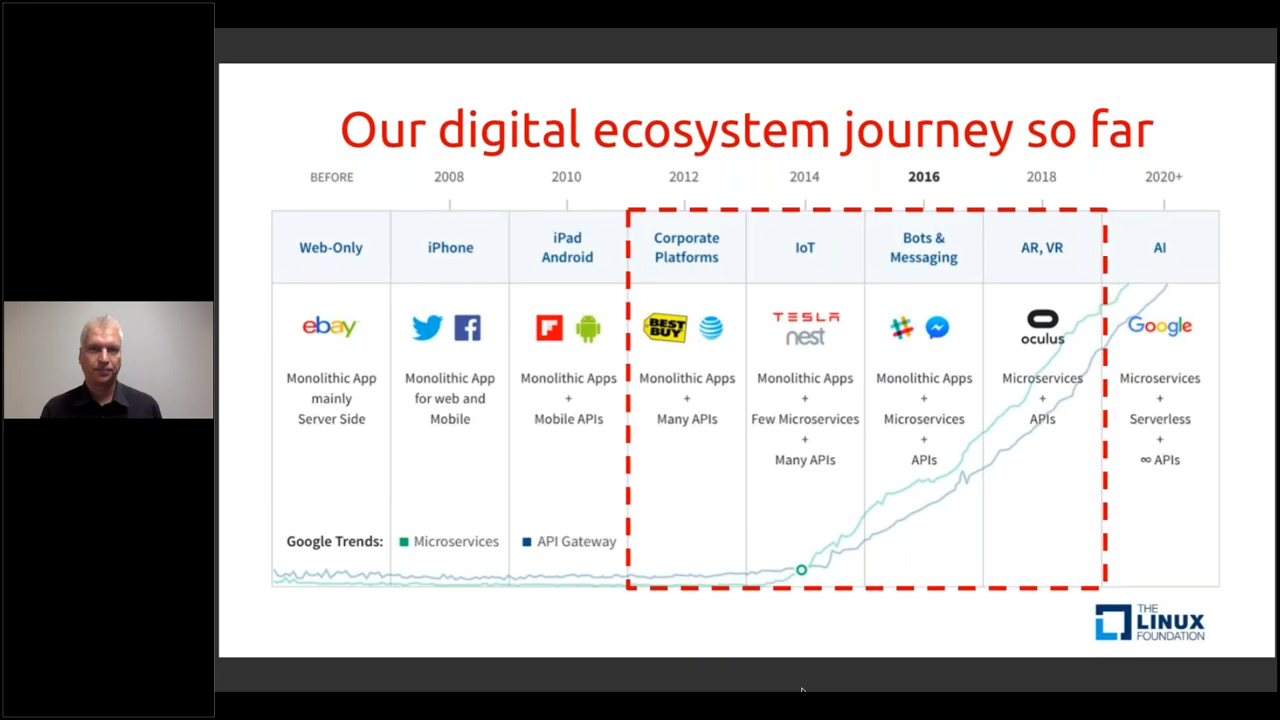 Our digital ecosystem journey so far
BEFORE
2008
2010
2012
2014
2016
2018
2020+
Web-Only
iPhone
iPad
Android
Corporate
Platforms
IoT
Bots &
Messaging
AR, VR
AI
ebay
BEST
BUY
TESLA
nest
oculus
Google
Monolithic App
mainly
Server Side
Monolithic App
for web and
Mobile
Monolithic Apps
+
Mobile APIs
Monolithic Apps
+
Many APIs
Monolithic Apps
+
Few Microservices
+
Many APIs
Monolithic Apps
+
Microservices
+
APIs
Microservices
+
APIs
Microservices
+
Serverless
+
∞ APIs
Google Trends:
Microservices
API Gateway
THE
LINUX
FOUNDATION